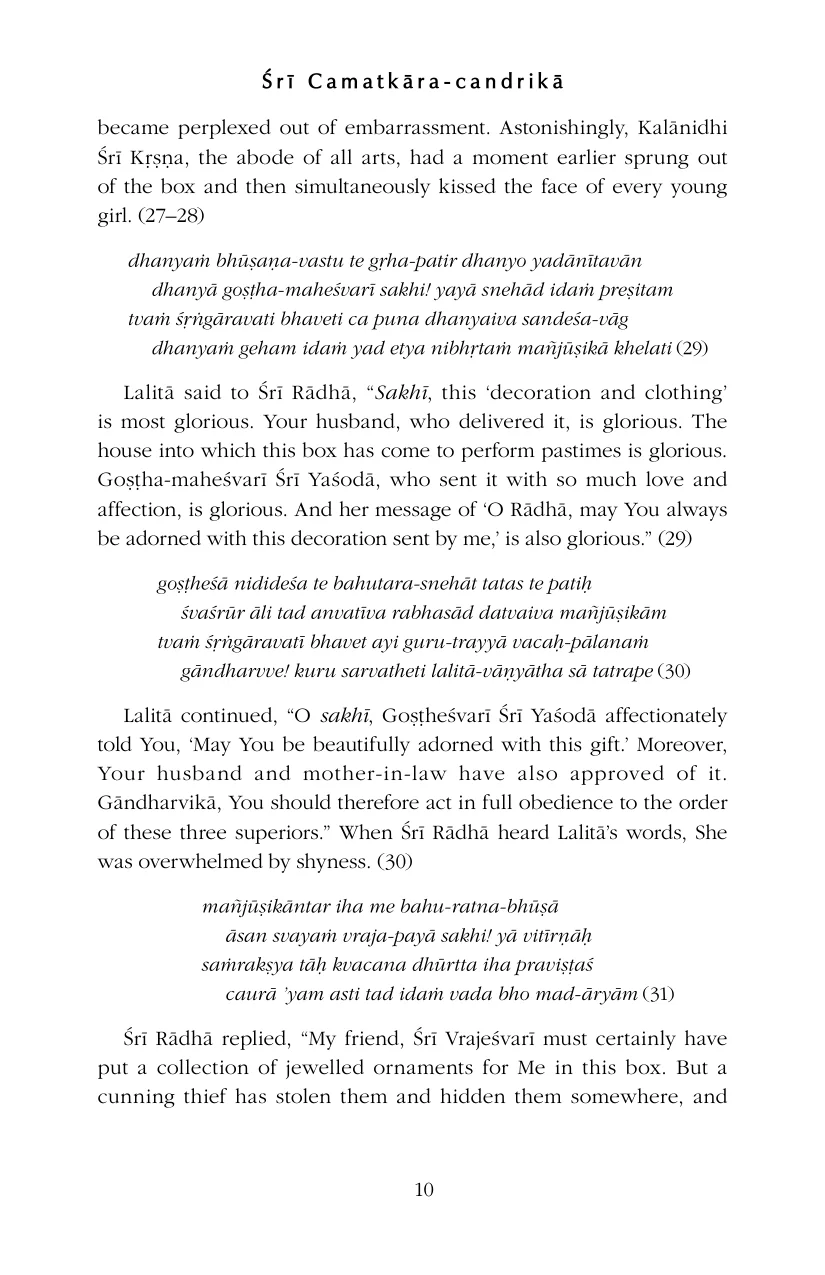 Śrī Camatkāra-candrikā
became perplexed out of embarrassment. Astonishingly, Kalānidhi
Śrī Kṛṣṇa, the abode of all arts, had a moment earlier sprung out
of the box and then simultaneously kissed the face of every young
girl. (27–28)
dhanyaṁ bhūṣaṇa-vastu te gṛha-patir dhanyo yadānītavān
dhanyā goṣṭha-maheśvarī sakhi! yayā snehād idaṁ preṣitam
tvaṁ śṛṅgāravati bhaveti ca puna dhanyaiva sandeśa-vāg
dhanyaṁ geham idaṁ yad etya nibhṛtaṁ mañjūṣikā khelati (29)
Lalitā said to Śrī Rādhā, “Sakhī, this ‘decoration and clothing’
is most glorious. Your husband, who delivered it, is glorious. The
house into which this box has come to perform pastimes is glorious.
Goṣṭha-maheśvarī Śrī Yaśodā, who sent it with so much love and
affection, is glorious. And her message of ‘O Rādhā, may You always
be adorned with this decoration sent by me,’ is also glorious.” (29)
goṣṭheśā nidideśa te bahutara-snehāt tatas te patiḥ
śvaśrūr āli tad anvatīva rabhasād datvaiva mañjūṣikām
tvaṁ śṛṅgāravatī bhavet ayi guru-trayyā vacaḥ-pālanaṁ
gāndharvve! kuru sarvatheti lalitā-vāṇyātha sā tatrape (30)
Lalitā continued, “O sakhī, Goṣṭheśvarī Śrī Yaśodā affectionately
told You, ‘May You be beautifully adorned with this gift.’ Moreover,
Your husband and mother-in-law have also approved of it.
Gāndharvikā, You should therefore act in full obedience to the order
of these three superiors.” When Śrī Rādhā heard Lalitā’s words, She
was overwhelmed by shyness. (30)
mañjūṣikāntar iha me bahu-ratna-bhūṣā
āsan svayaṁ vraja-payā sakhi! yā vitīrṇāḥ
saṁrakṣya tāḥ kvacana dhūrtta iha praviṣṭaś
caurā ’yam asti tad idaṁ vada bho mad-āryām (31)
Śrī Rādhā replied, “My friend, Śrī Vrajeśvarī must certainly have
put a collection of jewelled ornaments for Me in this box. But a
cunning thief has stolen them and hidden them somewhere, and
10